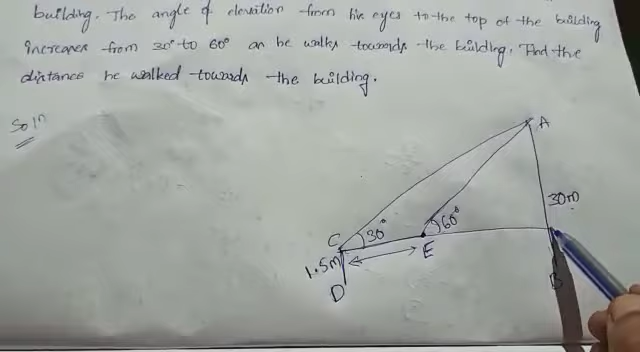 building. The angle of elevation from his eyes to the top of the building
increases from 30° to 60° as he walks towards the building. Find the
distance he walked towards the building.
Soln
A
30m
C
30°
60°
E
1.5m
D
B